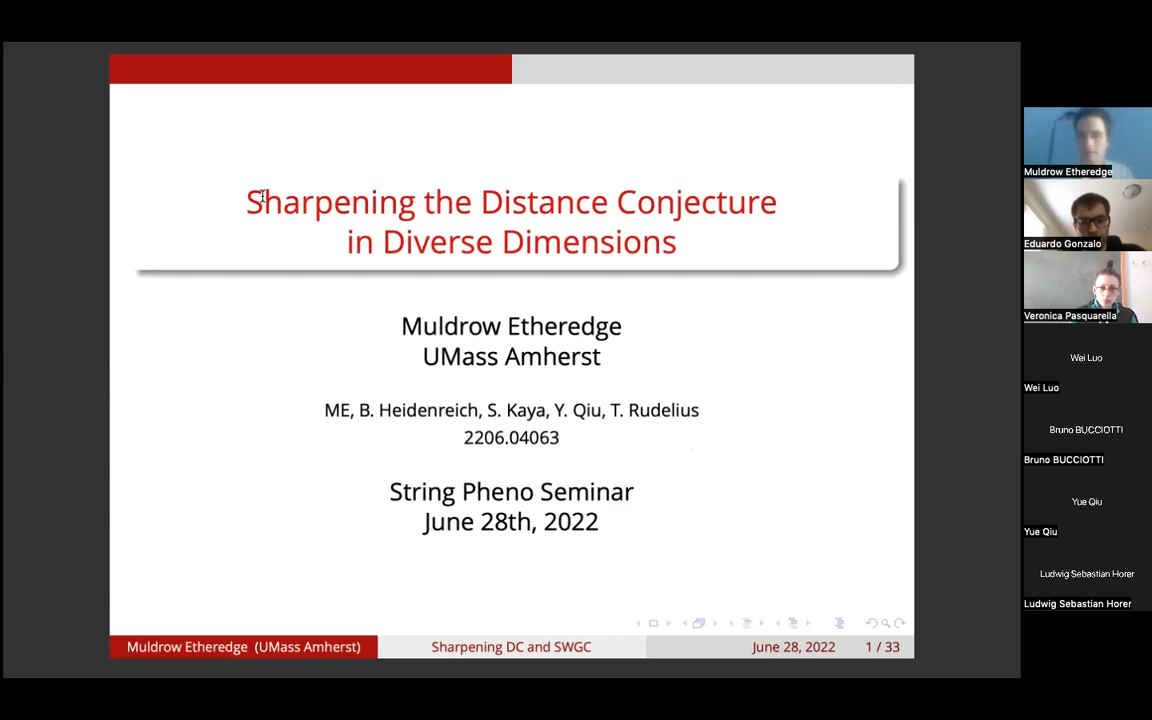 Sharpening the Distance Conjecture
in Diverse Dimensions
Muldrow Etheredge
UMass Amherst
ME, B. Heidenreich, S. Kaya, Y. Qiu, T. Rudelius
2206.04063
String Pheno Seminar
June 28th, 2022
Muldrow Etheredge (UMass Amherst)
Sharpening DC and SWGC
June 28, 2022
1 / 33
Muldrow Etheredge
Eduardo Gonzalo
Veronica Pasquarella
Wei Luo
Wei Luo
Bruno BUCCIOTTI
Bruno BUCCIOTTI
Yue Qiu
Yue Qiu
Ludwig Sebastian Horer
Ludwig Sebastian Horer